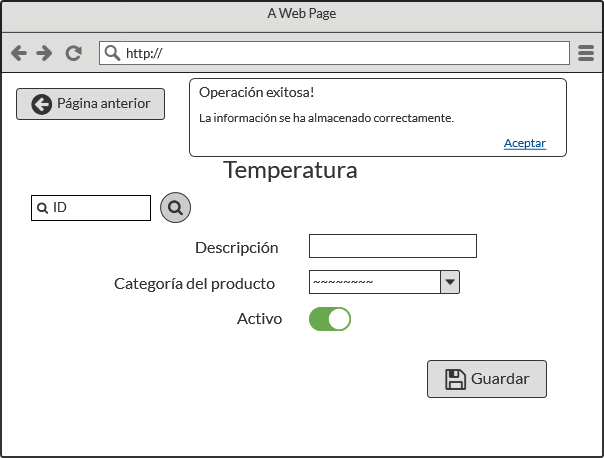 A Web Page
http://
Página anterior
Operación exitosa!
La información se ha almacenado correctamente.
Aceptar
Temperatura
ID
Descripción
Categoría del producto
~~~~~~~~
Activo
Guardar